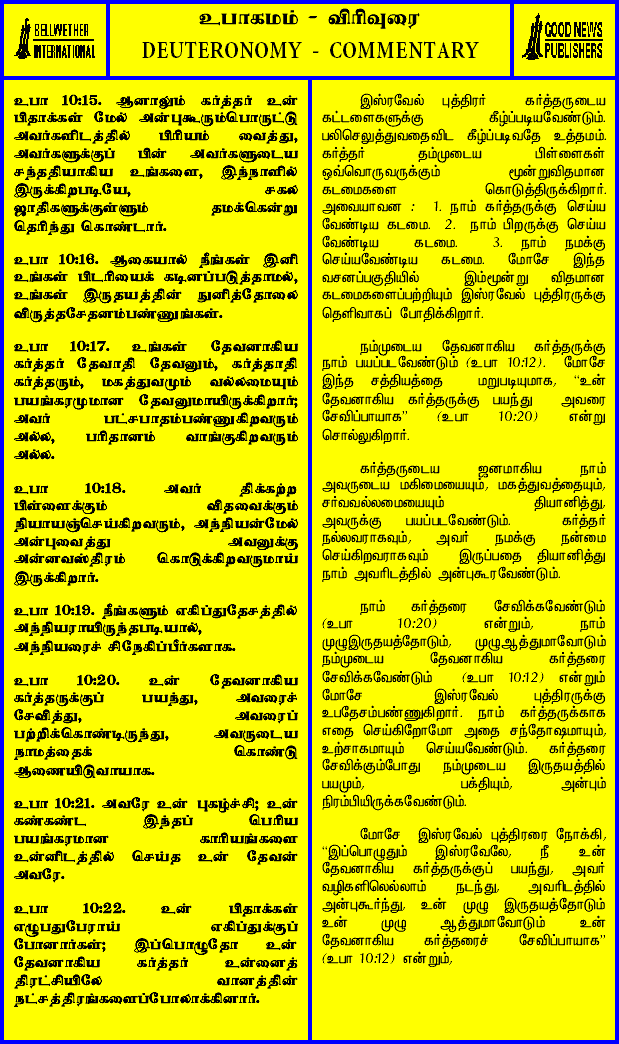 உபாகமம் - விரிவுரை
BELLWETHER
INTERNATIONAL
DEUTERONOMY - COMMENTARY
GOOD NEWS
PUBLISHERS
உபா 10:15. ஆனாலும் கர்த்தர் உன்
பிதாக்கள் மேல் அன்புகூரும்பொருட்டு
அவர்களிடத்தில் பிரியம் வைத்து,
அவர்களுக்குப் பின் அவர்களுடைய
சந்ததியாகிய உங்களை, இந்நாளில்
இருக்கிறபடியே, சகல
ஜாதிகளுக்குள்ளும் தமக்கென்று
தெரிந்து கொண்டார்.
உபா 10:16. ஆகையால் நீங்கள் இனி
உங்கள் பிடரியைக் கடினப்படுத்தாமல்,
உங்கள் இருதயத்தின் நுனித்தோலை
விருத்தசேதனம்பண்ணுங்கள்.
உபா 10:17. உங்கள் தேவனாகிய
கர்த்தர் தேவாதி தேவனும், கர்த்தாதி
கர்த்தரும், மகத்துவமும் வல்லமையும்
பயங்கரமுமான தேவனுமாயிருக்கிறார்;
அவர் பட்சபாதம்பண்ணுகிறவரும்
அல்ல, பரிதானம் வாங்குகிறவரும்
அல்ல.
உபா 10:18. அவர் திக்கற்ற
பிள்ளைக்கும் விதவைக்கும்
நியாயஞ்செய்கிறவரும், அந்நியன்மேல்
அன்புவைத்து அவனுக்கு
அன்னவஸ்திரம் கொடுக்கிறவருமாய்
இருக்கிறார்.
உபா 10:19. நீங்களும் எகிப்துதேசத்தில்
அந்நியராயிருந்தபடியால்,
அந்நியரைச் சிநேகிப்பீர்களாக.
உபா 10:20. உன் தேவனாகிய
கர்த்தருக்குப் பயந்து, அவரைச்
சேவித்து, அவரைப்
பற்றிக்கொண்டிருந்து, அவருடைய
நாமத்தைக் கொண்டு
ஆணையிடுவாயாக.
உபா 10:21. அவரே உன் புகழ்ச்சி; உன்
கண்கண்ட இந்தப் பெரிய
பயங்கரமான காரியங்களை
உன்னிடத்தில் செய்த உன் தேவன்
அவரே.
உபா 10:22. உன் பிதாக்கள்
எழுபதுபேராய் எகிப்துக்குப்
போனார்கள்; இப்பொழுதோ உன்
தேவனாகிய கர்த்தர் உன்னைத்
திரட்சியிலே வானத்தின்
நட்சத்திரங்களைப்போலாக்கினார்.
இஸ்ரவேல் புத்திரர் கர்த்தருடைய
கட்டளைகளுக்கு கீழ்ப்படியவேண்டும்.
பலிசெலுத்துவதைவிட கீழ்ப்படிவதே உத்தமம்.
கர்த்தர் தம்முடைய பிள்ளைகள்
ஒவ்வொருவருக்கும் மூன்றுவிதமான
கடமைகளை கொடுத்திருக்கிறார்.
அவையாவன : 1. நாம் கர்த்தருக்கு செய்ய
வேண்டிய கடமை. 2. நாம் பிறருக்கு செய்ய
வேண்டிய கடமை. 3. நாம் நமக்கு
செய்யவேண்டிய கடமை. மோசே இந்த
வசனப்பகுதியில் இம்மூன்று விதமான
கடமைகளைப்பற்றியும் இஸ்ரவேல் புத்திரருக்கு
தெளிவாகப் போதிக்கிறார்.
நம்முடைய தேவனாகிய கர்த்தருக்கு
நாம் பயப்படவேண்டும் (உபா 10:12). மோசே
இந்த சத்தியத்தை மறுபடியுமாக, "உன்
தேவனாகிய கர்த்தருக்கு பயந்து அவரை
சேவிப்பாயாக" (உபா 10:20) என்று
சொல்லுகிறார்.
கர்த்தருடைய ஜனமாகிய நாம்
அவருடைய மகிமையையும், மகத்துவத்தையும்,
சர்வவல்லமையையும் தியானித்து,
அவருக்கு பயப்படவேண்டும். கர்த்தர்
நல்லவராகவும், அவர் நமக்கு நன்மை
செய்கிறவராகவும் இருப்பதை தியானித்து
நாம் அவரிடத்தில் அன்புகூரவேண்டும்.
நாம் கர்த்தரை சேவிக்கவேண்டும்
(உபா 10:20) என்றும், நாம்
முழுஇருதயத்தோடும், முழுஆத்துமாவோடும்
நம்முடைய தேவனாகிய கர்த்தரை
சேவிக்கவேண்டும் (உபா 10:12) என்றும்
மோசே இஸ்ரவேல் புத்திரருக்கு
உபதேசம்பண்ணுகிறார். நாம் கர்த்தருக்காக
எதை செய்கிறோமோ அதை சந்தோஷமாயும்,
உற்சாகமாயும் செய்யவேண்டும். கர்த்தரை
சேவிக்கும்போது நம்முடைய இருதயத்தில்
பயமும், பக்தியும், அன்பும்
நிரம்பியிருக்கவேண்டும்.
மோசே இஸ்ரவேல் புத்திரரை நோக்கி,
"இப்பொழுதும் இஸ்ரவேலே, நீ உன்
தேவனாகிய கர்த்தருக்குப் பயந்து, அவர்
வழிகளிலெல்லாம் நடந்து, அவரிடத்தில்
அன்புகூர்ந்து, உன் முழு இருதயத்தோடும்
உன் முழு ஆத்துமாவோடும் உன்
தேவனாகிய கர்த்தரைச் சேவிப்பாயாக"
(உபா 10:12) என்றும்,